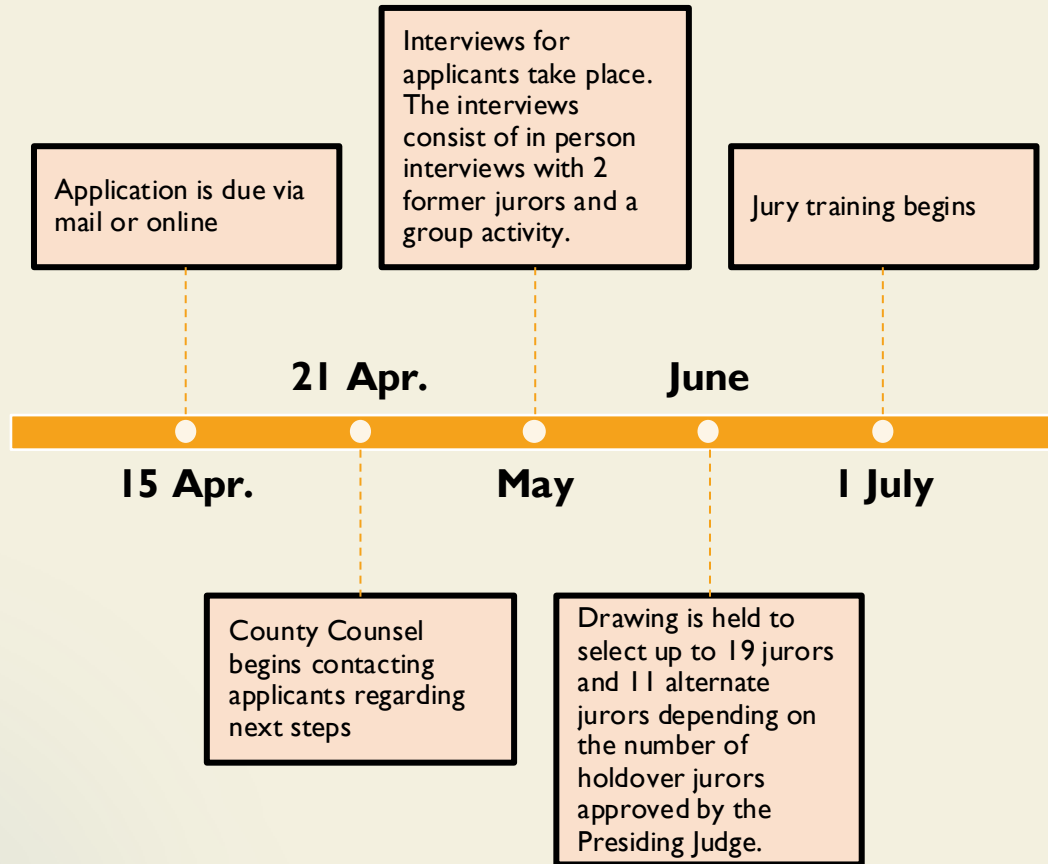 Interviews for
applicants take place.
The interviews
consist of in person
interviews with 2
former jurors and a
group activity.
Application is due via
mail or online
Jury training begins
21 Apr.
June
15 Apr.
May
1 July
County Counsel
begins contacting
applicants regarding
next steps
Drawing is held to
select up to 19 jurors
and 11 alternate
jurors depending on
the number of
holdover jurors
approved by the
Presiding Judge.